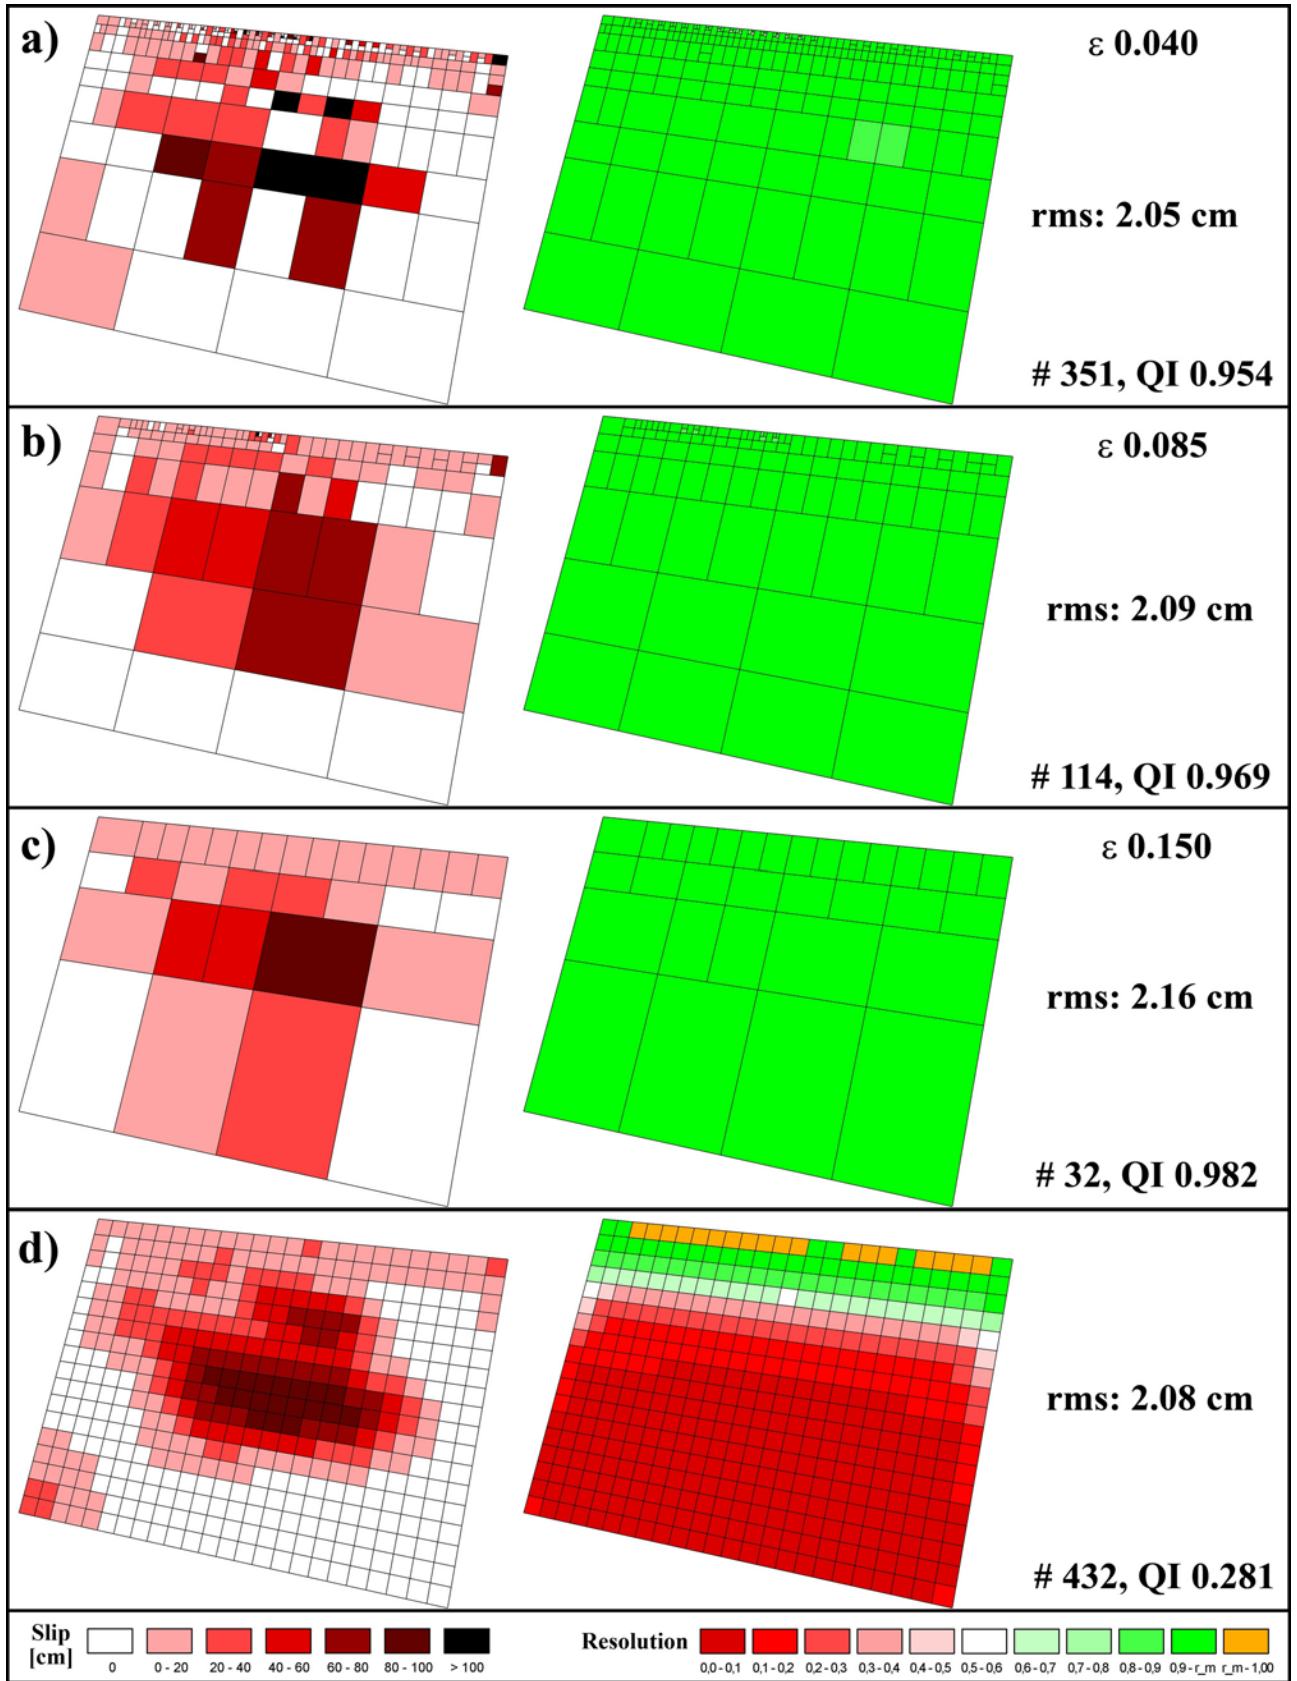 a)
ε 0.040
rms: 2.05 cm
# 351, QI 0.954
b)
ε 0.085
rms: 2.09 cm
# 114, QI 0.969
c)
ε 0.150
rms: 2.16 cm
# 32, QI 0.982
d)
rms: 2.08 cm
# 432, QI 0.281
Slip
[cm]
0
0 - 20
20 - 40
40 - 60
60 - 80
80 - 100
> 100
Resolution
0,0 - 0,1
0,1 - 0,2
0,2 - 0,3
0,3 - 0,4
0,4 - 0,5
0,5 - 0,6
0,6 - 0,7
0,7 - 0,8
0,8 - 0,9
0,9 - r_m
r_m - 1,00